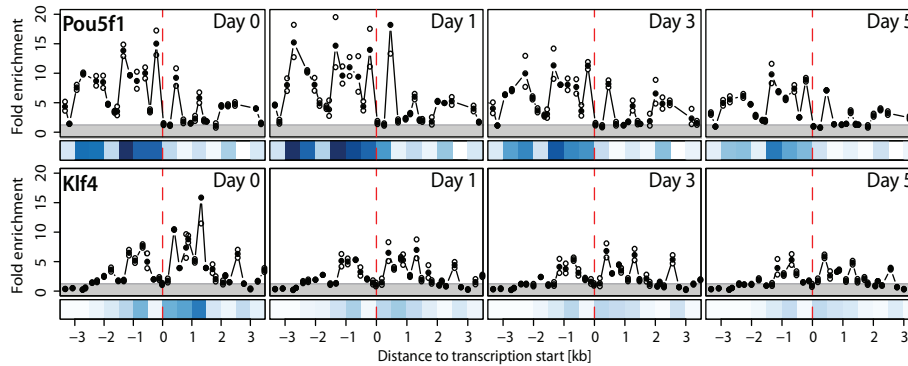 Pou5f1 Day 0 Day 1 Day 3 Day 5
Fold enrichment
0 5 10 15 20
Klf4 Day 0 Day 1 Day 3 Day 5
Fold enrichment
0 5 10 15 20
−3 −2 −1 0 1 2 3 −3 −2 −1 0 1 2 3 −3 −2 −1 0 1 2 3 −3 −2 −1 0 1 2 3
Distance to transcription start [kb]